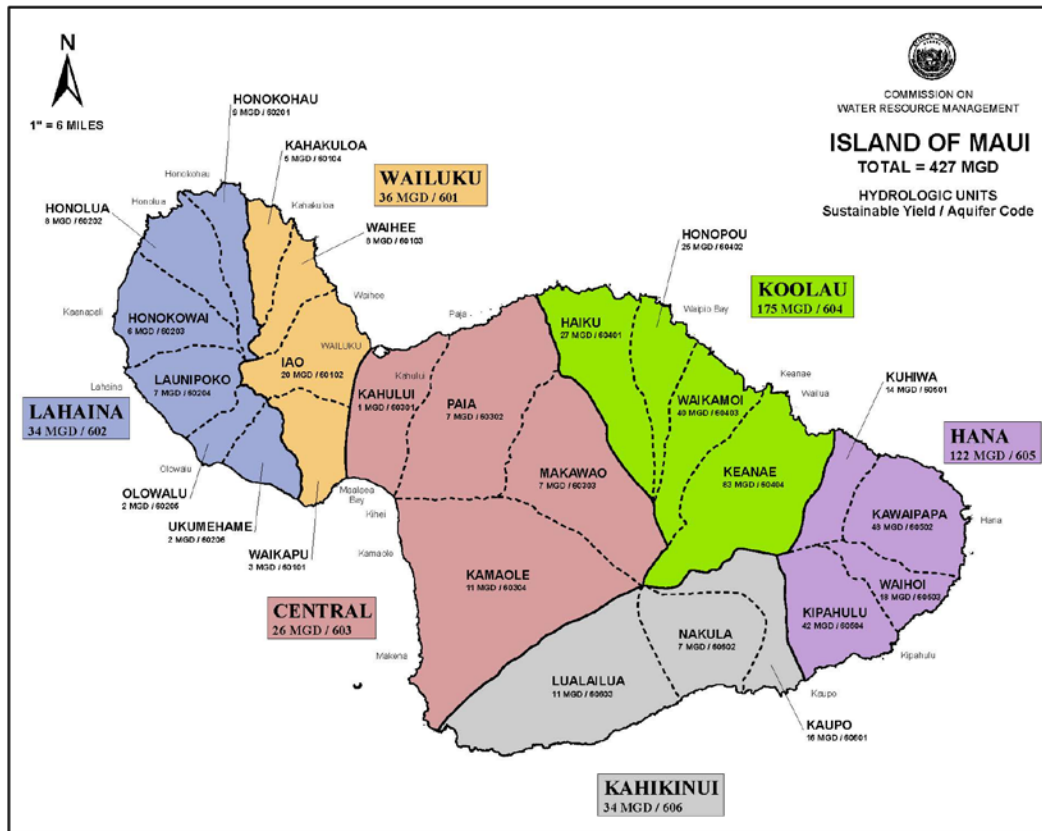 N
1" = 6 MILES
COMMISSION ON
WATER RESOURCE MANAGEMENT
ISLAND OF MAUI
TOTAL = 427 MGD
HYDROLOGIC UNITS
Sustainable Yield / Aquifer Code
HONOKOHAU
9 MGD / 60201
KAHAKULOA
5 MGD / 60104
WAILUKU
36 MGD / 601
Honokohau
Honolua
Kahakuloa
HONOLUA
8 MGD / 60202
WAIHEE
8 MGD / 60103
HONOPOU
25 MGD / 60402
KOOLAU
175 MGD / 604
Waihee
Kaanapali
HONOKOWAI
6 MGD / 60203
Paia
Waipio Bay
HAIKU
27 MGD / 60401
WAILUKU
IAO
20 MGD / 60102
Keanae
Wailua
KUHIWA
14 MGD / 60501
Lahaina
LAUNIPOKO
7 MGD / 60204
Kahului
KAHULUI
1 MGD / 60301
PAIA
7 MGD / 60302
WAIKAMOI
40 MGD / 60403
LAHAINA
34 MGD / 602
HANA
122 MGD / 605
Olowalu
MAKAWAO
7 MGD / 60303
KEANAE
83 MGD / 60404
OLOWALU
2 MGD / 60205
Maalaea
Bay
Kihei
KAWAIPAPA
48 MGD / 60502
Hana
UKUMEHAME
2 MGD / 60206
WAIKAPU
3 MGD / 60101
Kamaole
KAMAOLE
11 MGD / 60304
WAIHOI
18 MGD / 60503
CENTRAL
26 MGD / 603
KIPAHULU
42 MGD / 60504
NAKULA
7 MGD / 60602
Makena
Kipahulu
LUALAILUA
11 MGD / 60603
Kaupo
KAUPO
16 MGD / 60601
KAHIKINUI
34 MGD / 606